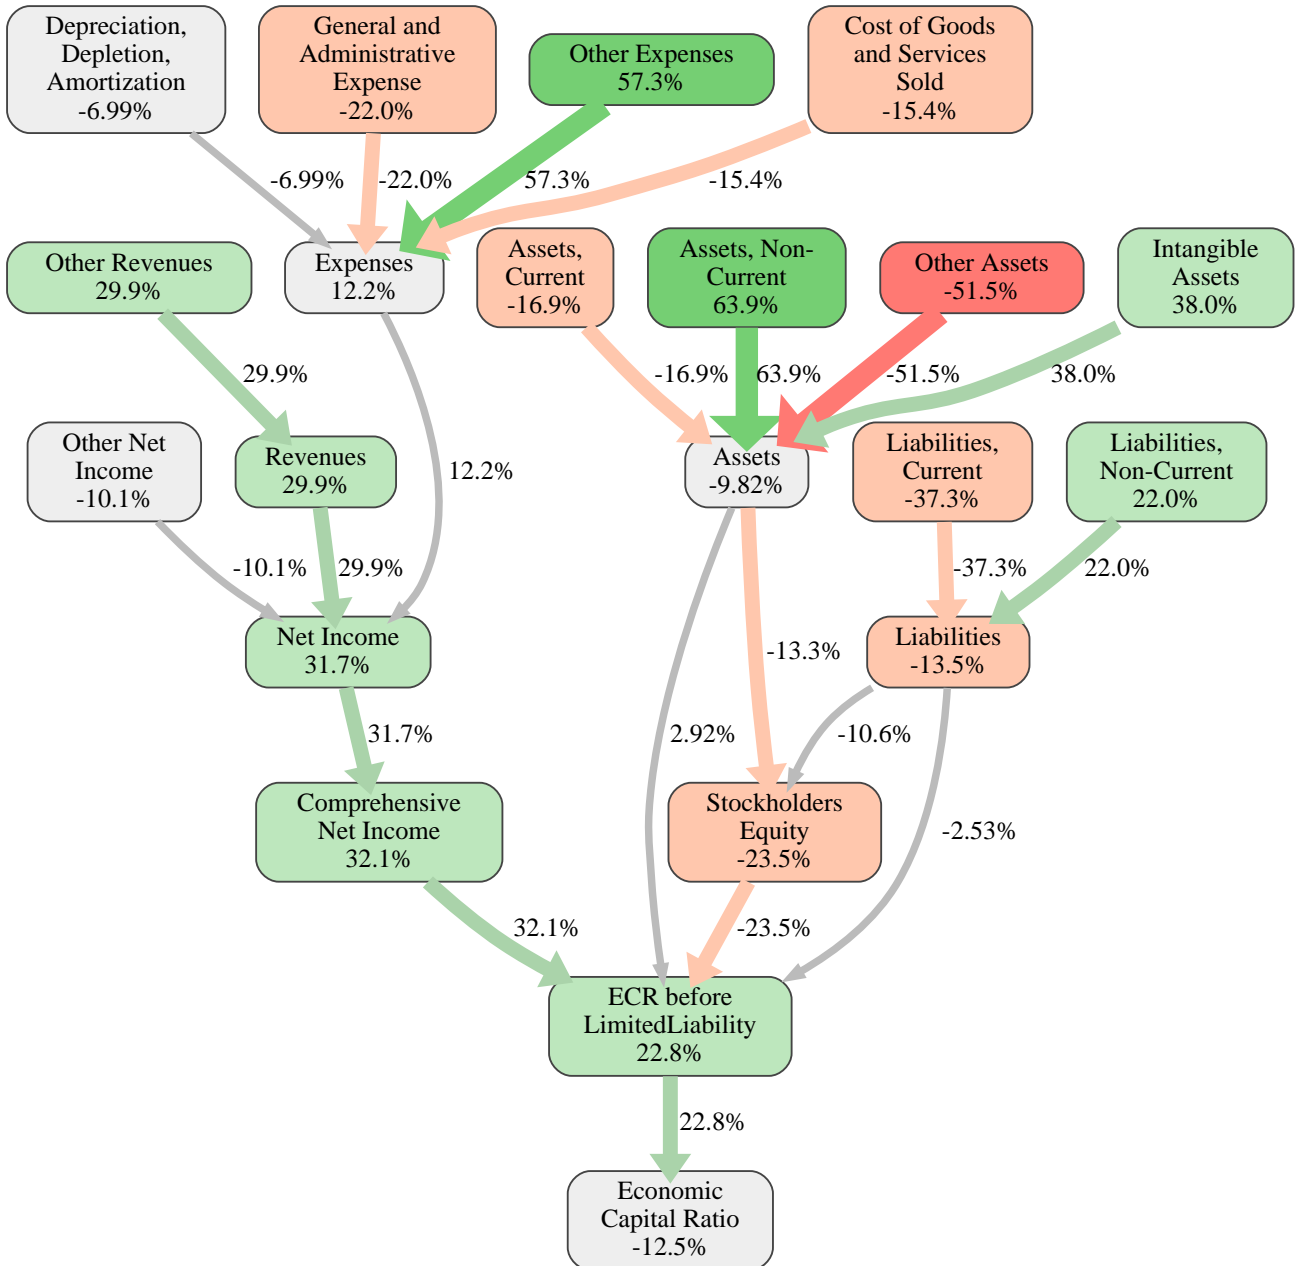 Depreciation,
Depletion,
Amortization
-6.99%
General and
Administrative
Expense
-22.0%
Other Expenses
57.3%
Cost of Goods
and Services
Sold
-15.4%
-6.99%
-22.0%
57.3%
-15.4%
Other Revenues
29.9%
Expenses
12.2%
Assets,
Current
-16.9%
Assets, Non-
Current
63.9%
Other Assets
-51.5%
Intangible
Assets
38.0%
29.9%
-16.9%
63.9%
-51.5%
38.0%
Other Net
Income
-10.1%
Revenues
29.9%
12.2%
Assets
-9.82%
Liabilities,
Current
-37.3%
Liabilities,
Non-Current
22.0%
-10.1%
29.9%
-37.3%
22.0%
Net Income
31.7%
-13.3%
Liabilities
-13.5%
31.7%
2.92%
-10.6%
Comprehensive
Net Income
32.1%
Stockholders
Equity
-23.5%
-2.53%
32.1%
-23.5%
ECR before
LimitedLiability
22.8%
22.8%
Economic
Capital Ratio
-12.5%